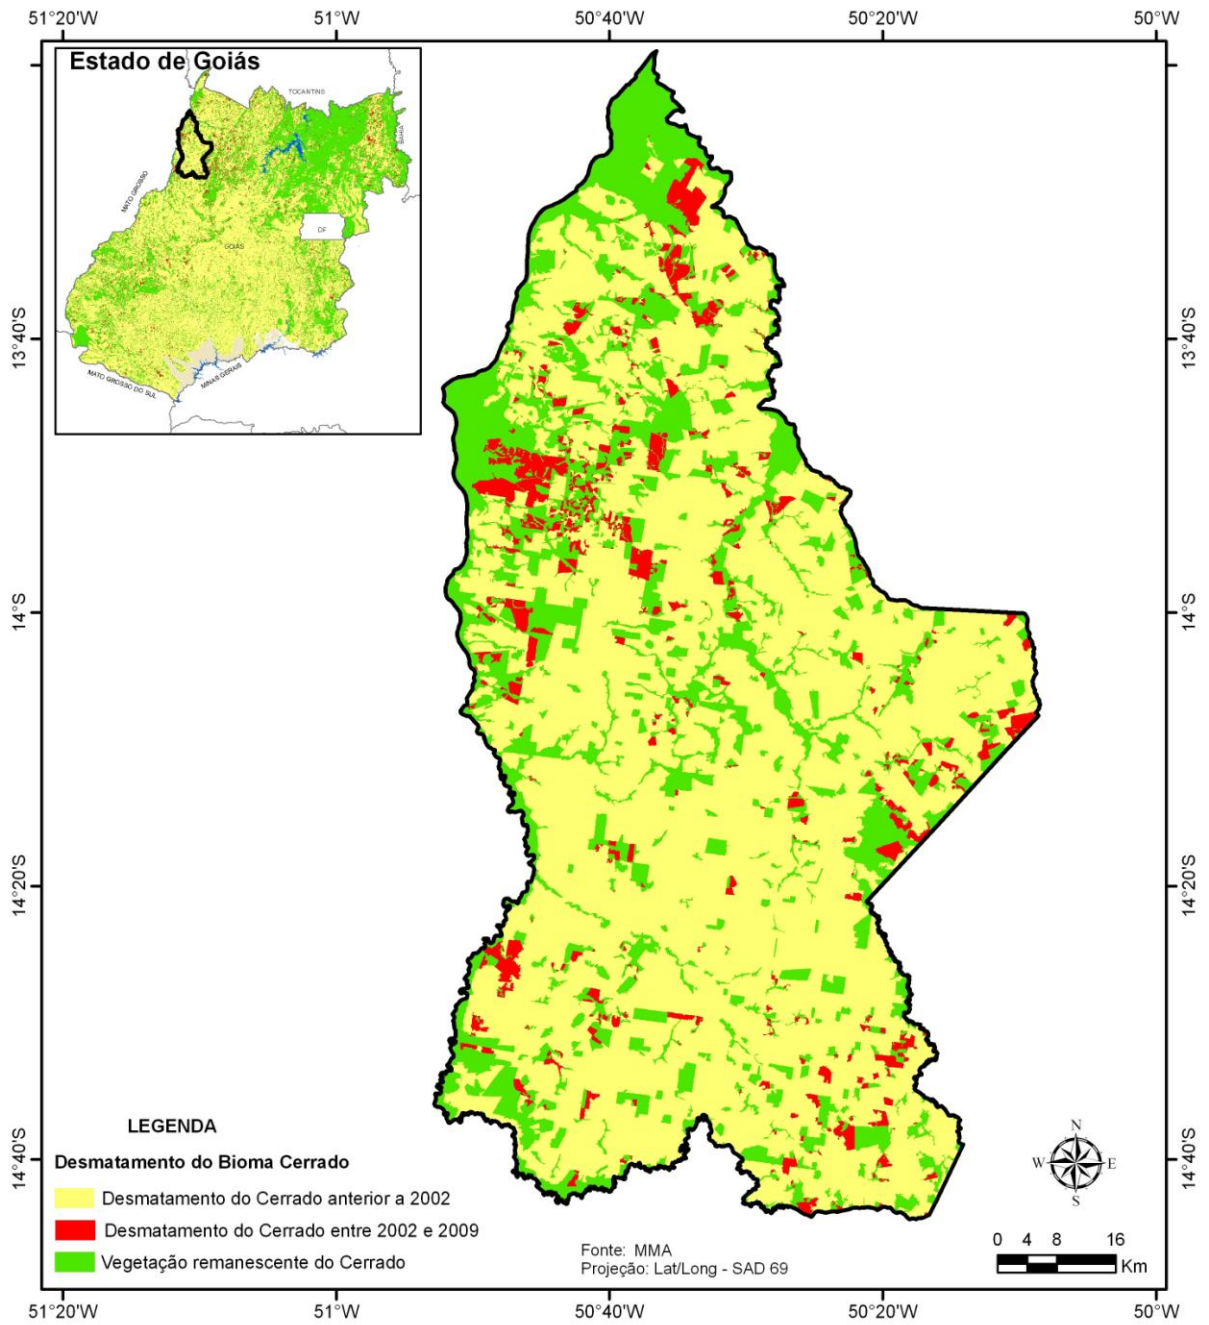 51°20'W 51°W 50°40'W 50°20'W 50°W
Estado de Goiás
TOCANTINS
BAHIA
MATO GROSSO
DF
GOIÁS
MINAS GERAIS
MATO GROSSO DO SUL
13°40'S 13°40'S
14°S 14°S
14°20'S 14°20'S
14°40'S 14°40'S
LEGENDA
Desmatamento do Bioma Cerrado
Desmatamento do Cerrado anterior a 2002
Desmatamento do Cerrado entre 2002 e 2009
Vegetação remanescente do Cerrado
Fonte: MMA
Projeção: Lat/Long - SAD 69
N
W E
S
0 4 8 16
Km
51°20'W 51°W 50°40'W 50°20'W 50°W